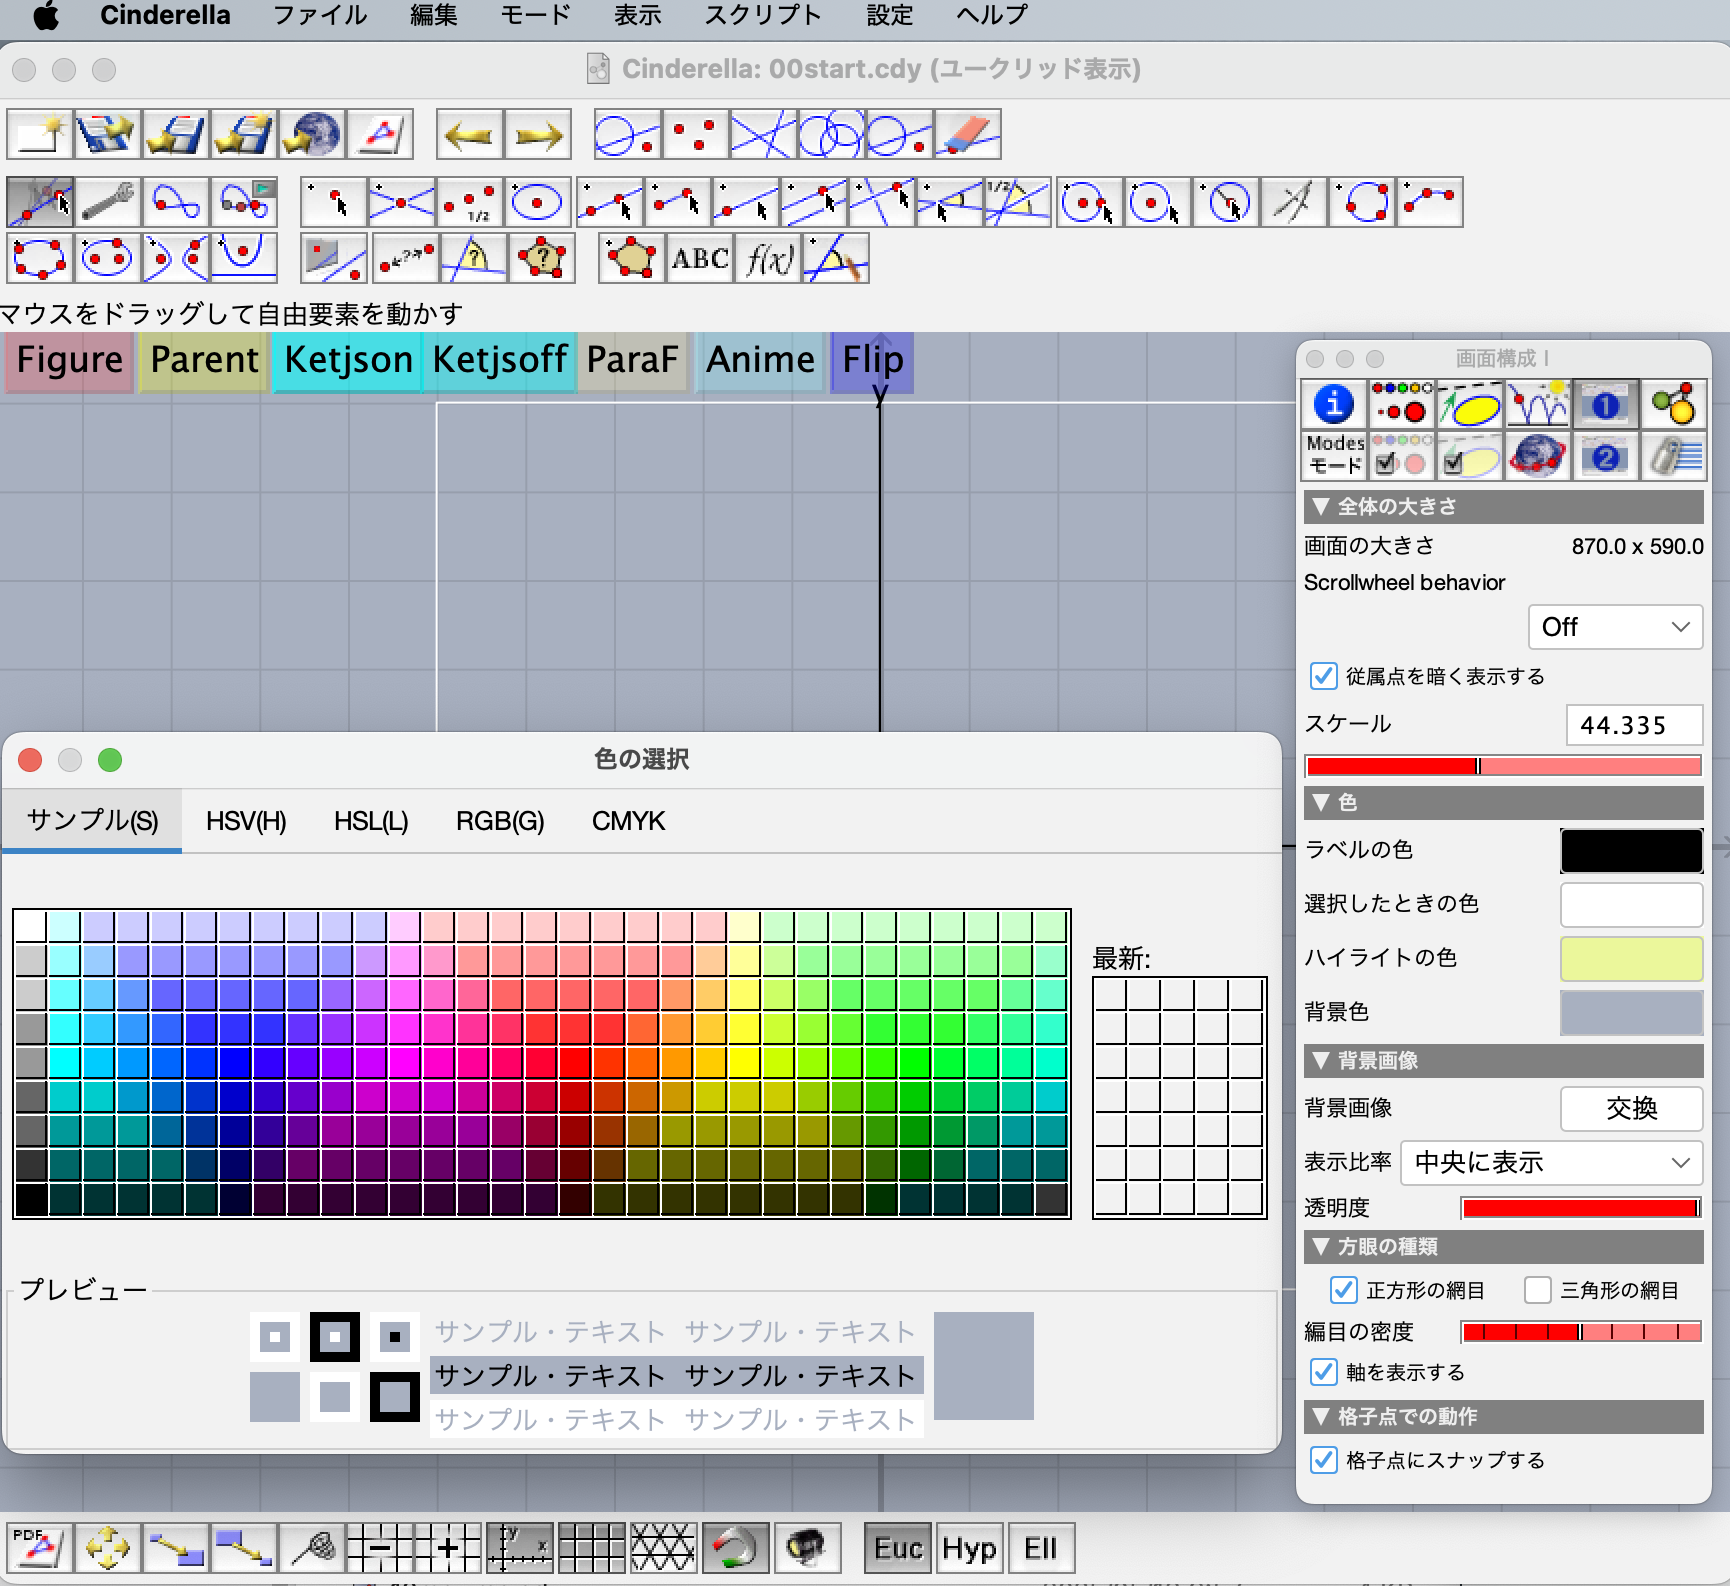 Cinderella ファイル 編集 モード 表示 スクリプト 設定 ヘルプ
Cinderella: 00start.cdy (ユークリッド表示)
1/2
1/2
?
?
?
ABC
f(x)
マウスをドラッグして自由要素を動かす
Figure Parent Ketjson Ketjsoff ParaF Anime Flip
y
画面構成 I
i
1
Modes
モード
2
▼ 全体の大きさ
画面の大きさ 870.0 x 590.0
Scrollwheel behavior
Off
従属点を暗く表示する
スケール 44.335
▼ 色
ラベルの色
選択したときの色
ハイライトの色
背景色
▼ 背景画像
背景画像 交換
表示比率 中央に表示
透明度
▼ 方眼の種類
正方形の網目 三角形の網目
編目の密度
軸を表示する
▼ 格子点での動作
格子点にスナップする
色の選択
サンプル(S) HSV(H) HSL(L) RGB(G) CMYK
最新:
プレビュー
サンプル・テキスト サンプル・テキスト
サンプル・テキスト サンプル・テキスト
サンプル・テキスト サンプル・テキスト
PDF
y
x
Euc Hyp Ell